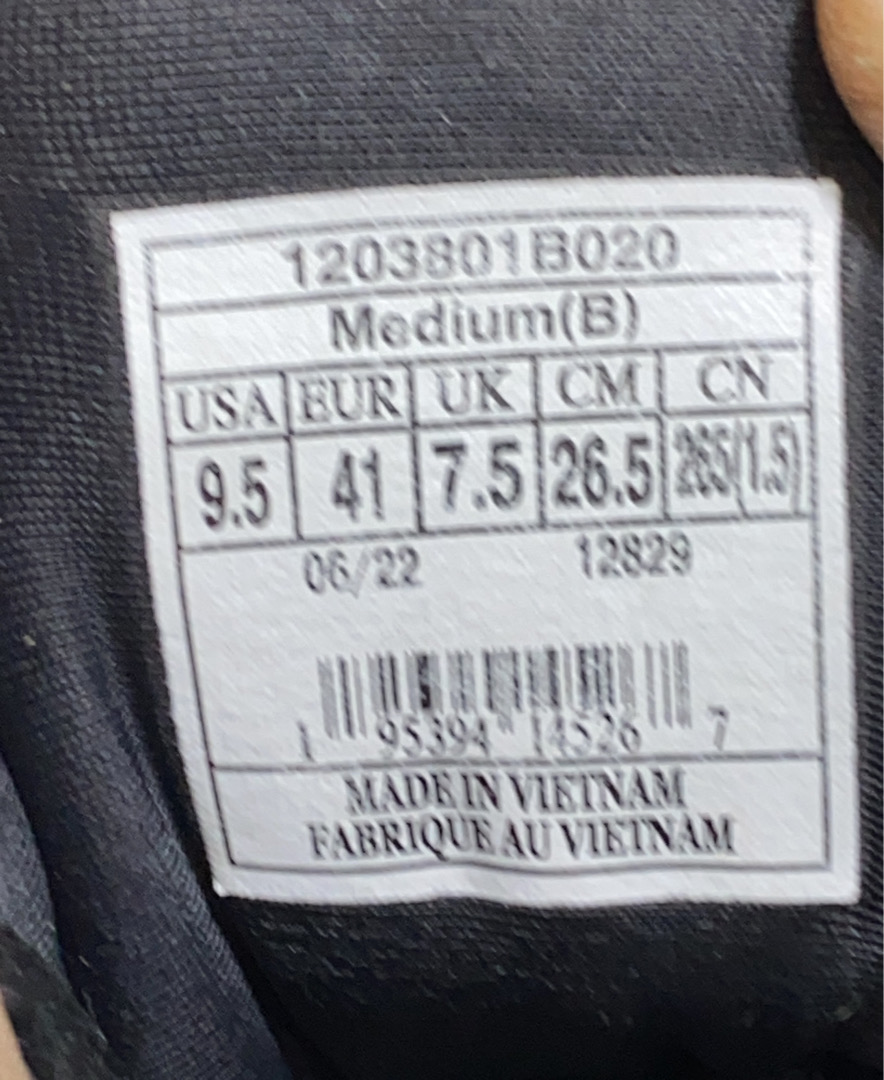 1203801B020
Medium(B)
USA EUR UK CM CN
9.5 41 7.5 26.5 265(1.5)
06/22 12829
1 95394 14526 7
MADE IN VIETNAM
FABRIQUE AU VIETNAM